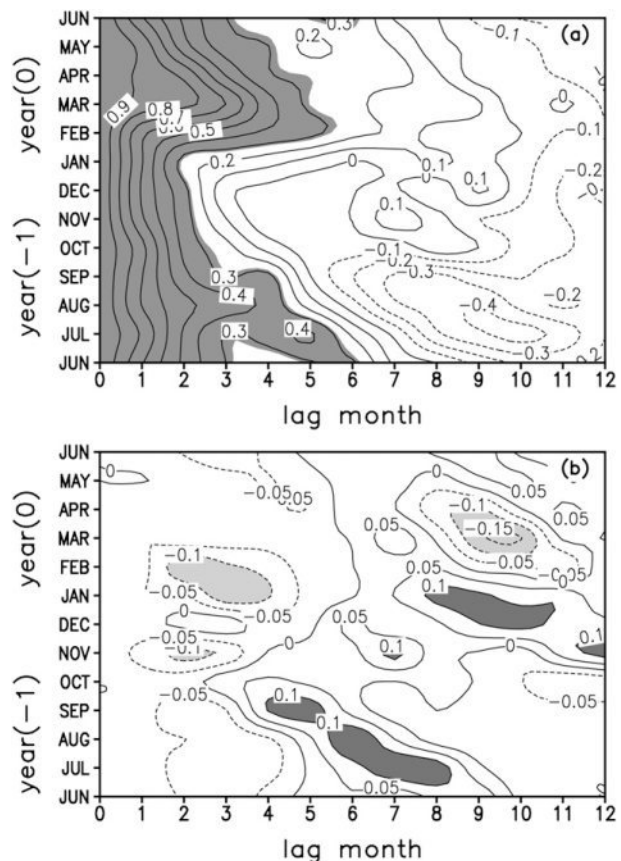 (a)
JUN
MAY
APR
MAR
FEB
JAN
DEC
NOV
OCT
SEP
AUG
JUL
JUN
year(0)
year(-1)
0.3
0.2
-0.1
0
0.9
0.8
0.7
0.5
-0.1
0.2
0
0.1
0
-0.2
0.1
0.1
-0.1
-0.2
-0.3
0.3
0.4
-0.4
-0.2
0.3
0.4
-0.3
0 1 2 3 4 5 6 7 8 9 10 11 12
lag month
(b)
JUN
MAY
APR
MAR
FEB
JAN
DEC
NOV
OCT
SEP
AUG
JUL
JUN
year(0)
year(-1)
0
0
-0.05
0
0.05
-0.05
-0.1
0.05
0.05
-0.15
-0.1
0.05
-0.05
-0.05
0.1
0
-0.05
-0.05
0.05
0.1
-0.1
0
0.1
0
-0.05
0.1
-0.05
0.1
0.05
0.05
0 1 2 3 4 5 6 7 8 9 10 11 12
lag month